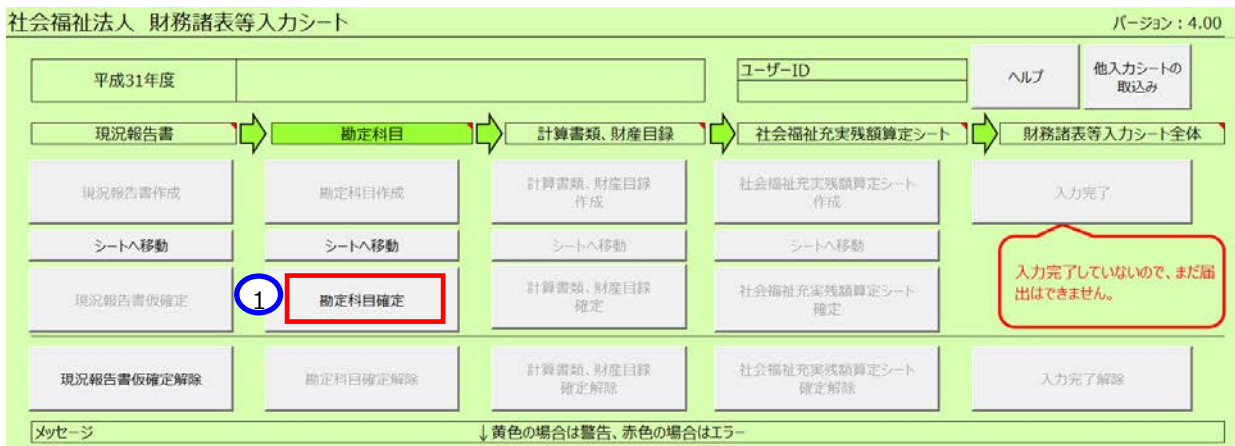 社会福祉法人 財務諸表等入力シート
バージョン：4.00
平成31年度
ユーザーID
ヘルプ
他入力シートの
取込み
現況報告書
勘定科目
計算書類、財産目録
社会福祉充実残額算定シート
財務諸表等入力シート全体
現況報告書作成
勘定科目作成
計算書類、財産目録
作成
社会福祉充実残額算定シート
作成
入力完了
シートへ移動
シートへ移動
シートへ移動
シートへ移動
入力完了していないので、まだ届
出はできません。
現況報告書仮確定
1
勘定科目確定
計算書類、財産目録
確定
社会福祉充実残額算定シート
確定
現況報告書仮確定解除
勘定科目確定解除
計算書類、財産目録
確定解除
社会福祉充実残額算定シート
確定解除
入力完了解除
メッセージ
↓黄色の場合は警告、赤色の場合はエラー